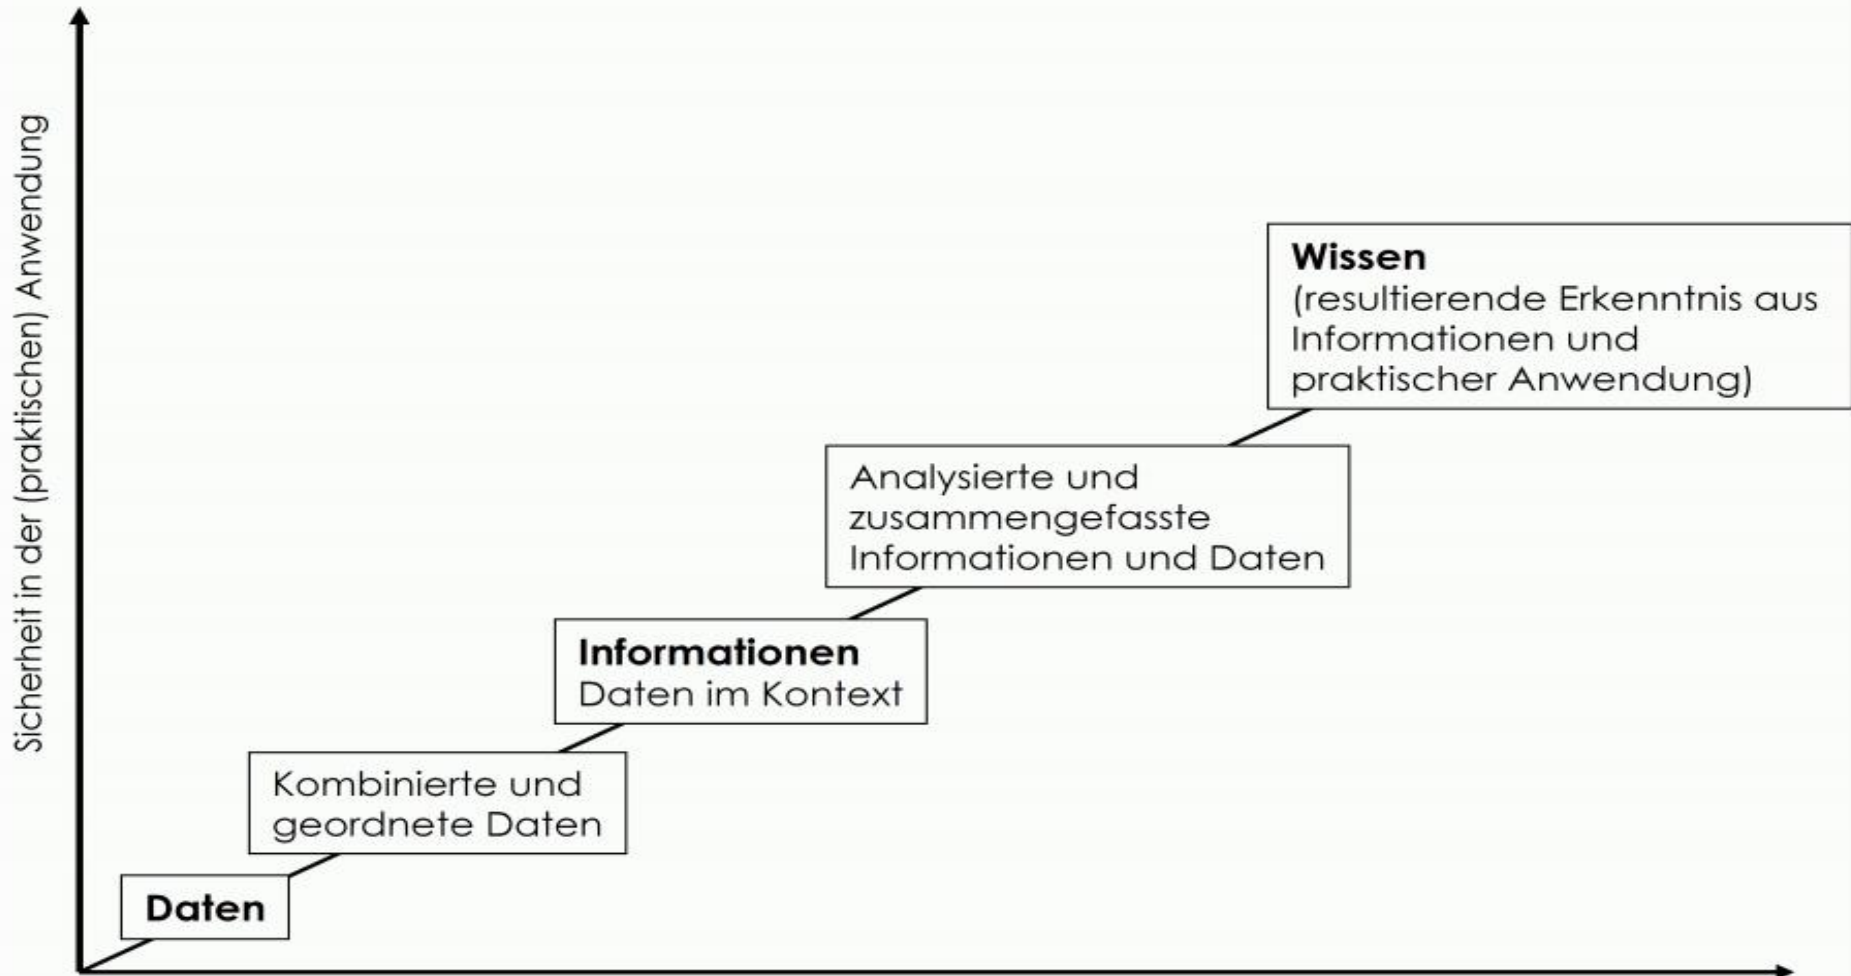 Sicherheit in der (praktischen) Anwendung
Wissen
(resultierende Erkenntnis aus
Informationen und
praktischer Anwendung)
Analysierte und
zusammengefasste
Informationen und Daten
Informationen
Daten im Kontext
Kombinierte und
geordnete Daten
Daten